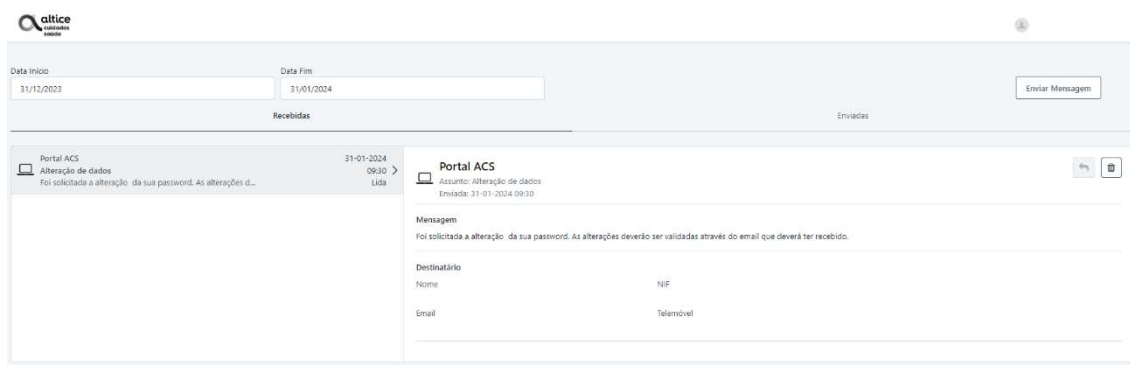 altice
cuidados
saúde
Data Início
Data Fim
31/12/2023
31/01/2024
Enviar Mensagem
Recebidas
Enviadas
Portal ACS
31-01-2024
Alteração de dados
09:30
Foi solicitada a alteração da sua password. As alterações d...
Lida
Portal ACS
Assunto: Alteração de dados
Enviada: 31-01-2024 09:30
Mensagem
Foi solicitada a alteração da sua password. As alterações deverão ser validadas através do email que deverá ter recebido.
Destinatário
Nome
NIF
Email
Telemóvel